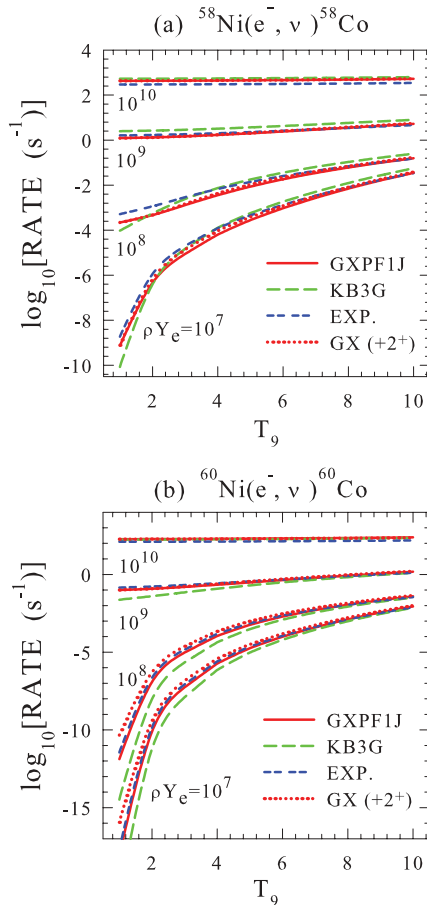 (a) ⁵⁸Ni(e⁻, ν)⁵⁸Co
log₁₀[RATE (s⁻¹)]
4
2
0
-2
-4
-6
-8
-10
10¹⁰
10⁹
10⁸
ρYₑ=10⁷
GXPF1J
KB3G
EXP.
GX (+2⁺)
2 4 6 8 10
T₉
(b) ⁶⁰Ni(e⁻, ν)⁶⁰Co
log₁₀[RATE (s⁻¹)]
0
-5
-10
-15
10¹⁰
10⁹
10⁸
ρYₑ=10⁷
GXPF1J
KB3G
EXP.
GX (+2⁺)
2 4 6 8 10
T₉